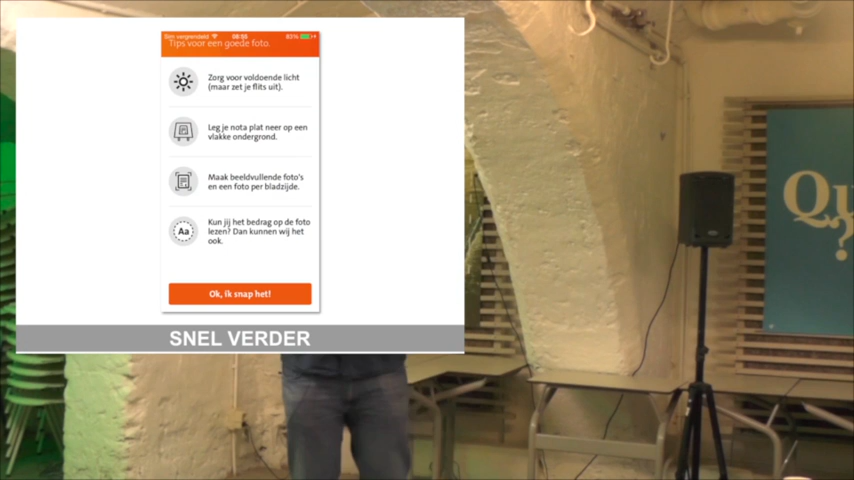 Sim vergrendeld 08:55 83%
Tips voor een goede foto.
Zorg voor voldoende licht
(maar zet je flits uit).
Leg je nota plat neer op een
vlakke ondergrond.
Maak beeldvullende foto's
en een foto per bladzijde.
Aa
Kun jij het bedrag op de foto
lezen? Dan kunnen wij het
ook.
Ok, ik snap het!
SNEL VERDER
Qu
?